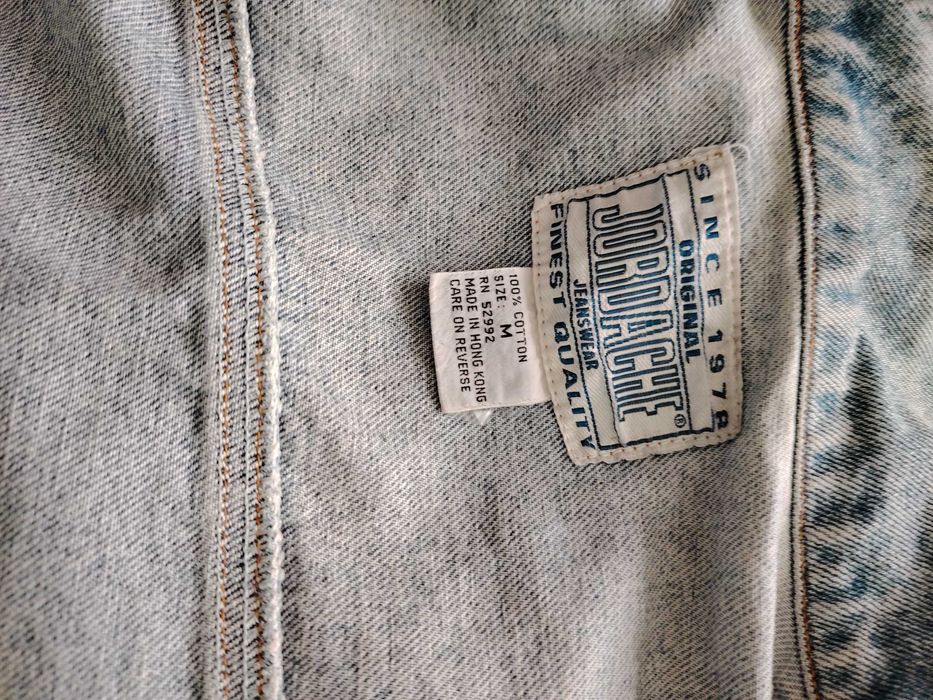 SINCE 1978
ORIGINAL
JORDACHE®
JEANSWEAR
FINEST QUALITY
100% COTTON
SIZE: M
RN 52992
MADE IN HONG KONG
CARE ON REVERSE